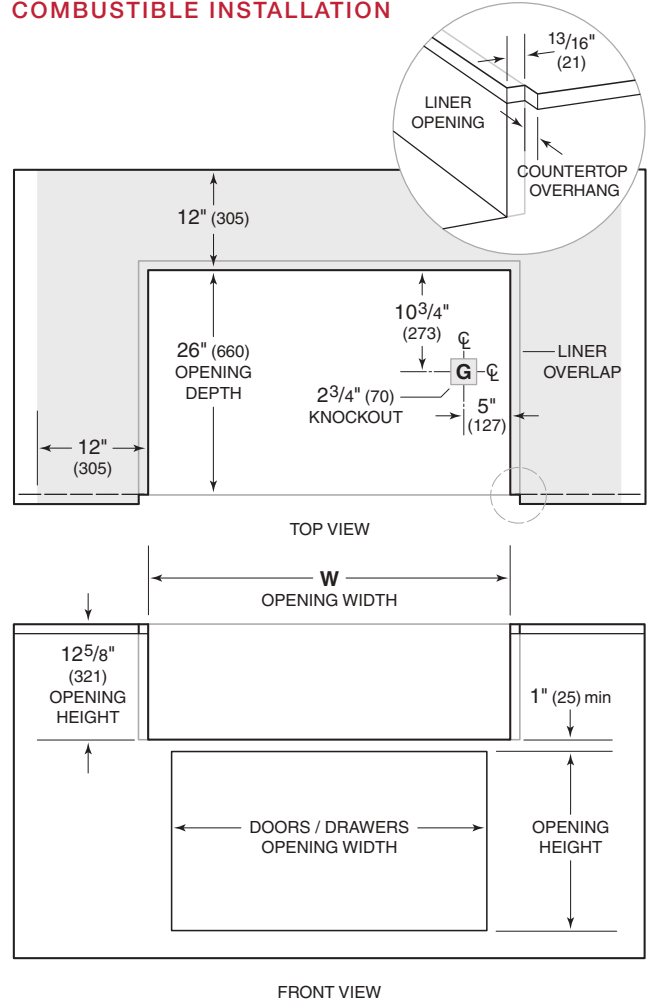 COMBUSTIBLE INSTALLATION
13/16"
(21)
LINER
OPENING
COUNTERTOP
OVERHANG
12" (305)
26" (660)
OPENING
DEPTH
10 3/4"
(273)
℄
G
℄
2 3/4" (70)
KNOCKOUT
5"
(127)
LINER
OVERLAP
12"
(305)
TOP VIEW
W
OPENING WIDTH
12 5/8"
(321)
OPENING
HEIGHT
1" (25) min
DOORS / DRAWERS
OPENING WIDTH
OPENING
HEIGHT
FRONT VIEW